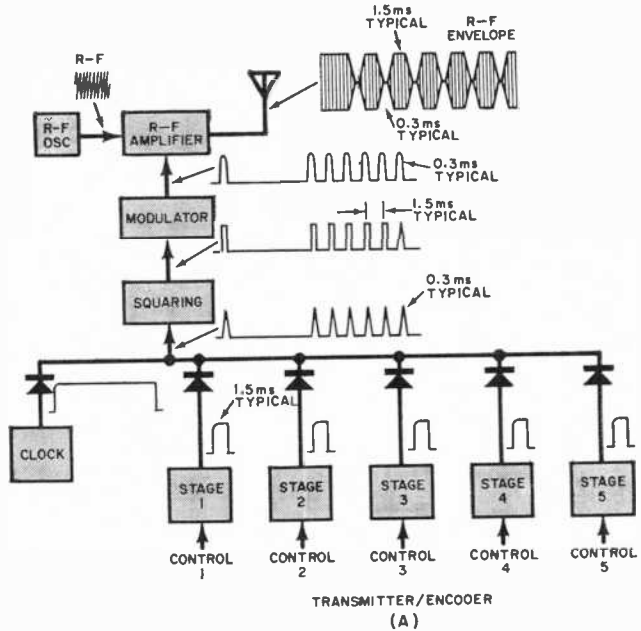 1.5ms
TYPICAL
R-F
ENVELOPE
R-F
R-F
OSC
R-F
AMPLIFIER
0.3ms
TYPICAL
0.3ms
TYPICAL
MODULATOR
1.5ms
TYPICAL
SQUARING
0.3ms
TYPICAL
1.5ms
TYPICAL
CLOCK
STAGE
1
STAGE
2
STAGE
3
STAGE
4
STAGE
5
CONTROL
1
CONTROL
2
CONTROL
3
CONTROL
4
CONTROL
5
TRANSMITTER/ENCODER
(A)